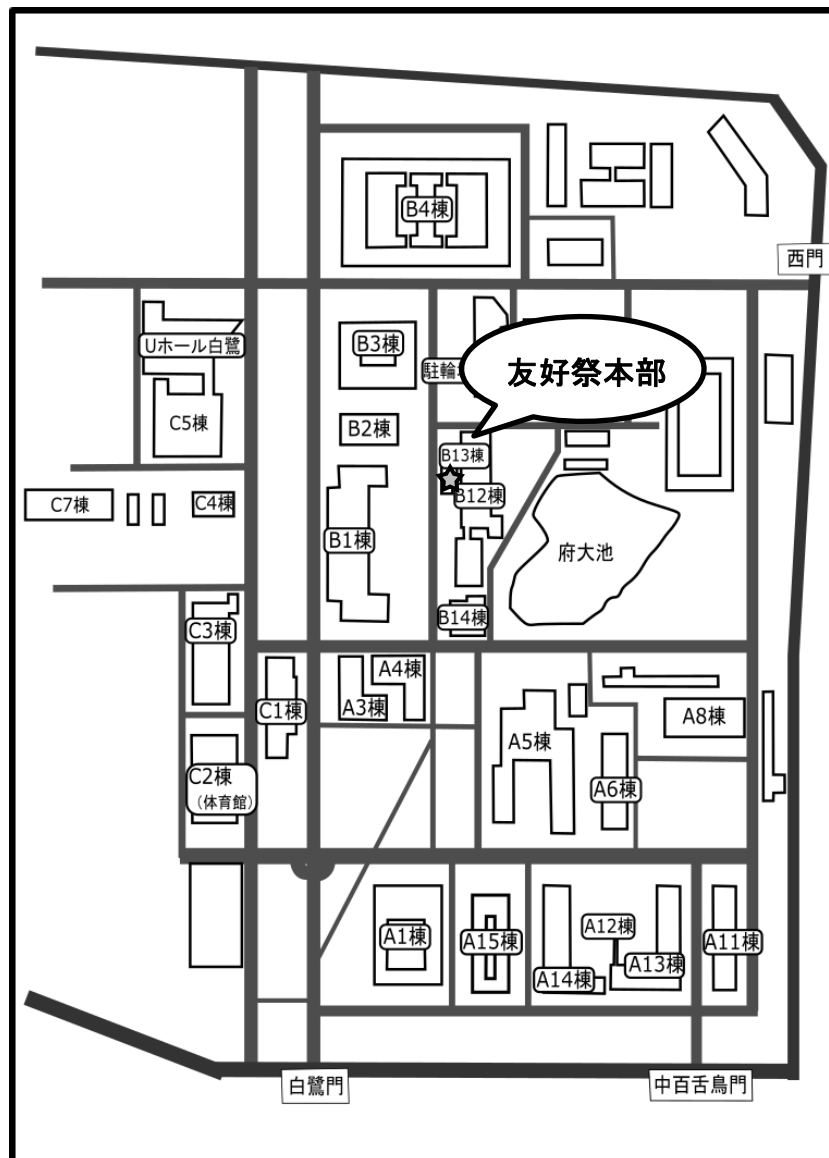 B4棟
西門
Uホール白鷺
B3棟
駐輪
友好祭本部
C5棟
B2棟
B13棟
C7棟
C4棟
B12棟
B1棟
府大池
B14棟
C3棟
A4棟
C1棟
A3棟
A8棟
A5棟
C2棟
（体育館）
A6棟
A1棟
A15棟
A12棟
A11棟
A14棟
A13棟
白鷺門
中百舌鳥門